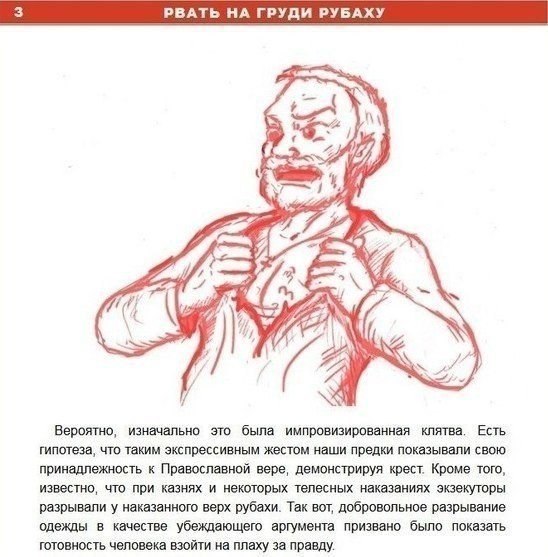 3
РВАТЬ НА ГРУДИ РУБАХУ
Вероятно, изначально это была импровизированная клятва. Есть
гипотеза, что таким экспрессивным жестом наши предки показывали свою
принадлежность к Православной вере, демонстрируя крест. Кроме того,
известно, что при казнях и некоторых телесных наказаниях экзекуторы
разрывали у наказанного верх рубахи. Так вот, добровольное разрывание
одежды в качестве убеждающего аргумента призвано было показать
готовность человека взойти на плаху за правду.